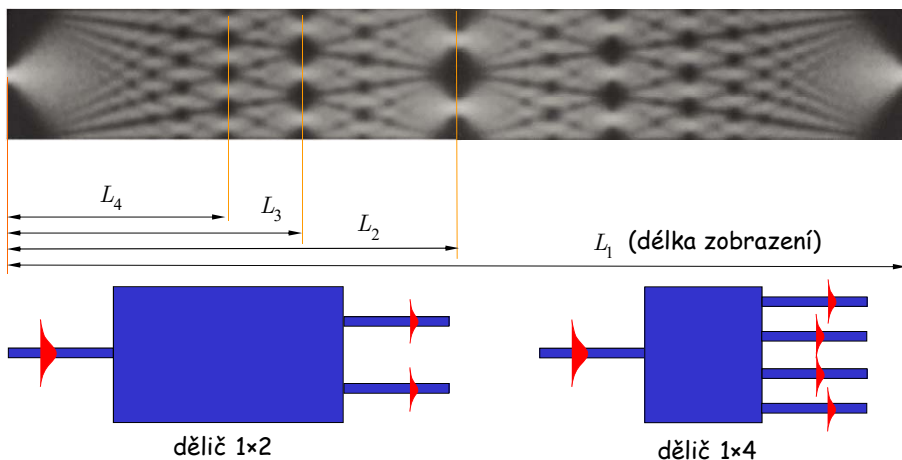 L₄
L₃
L₂
L₁ (délka zobrazení)
dělič 1×2
dělič 1×4